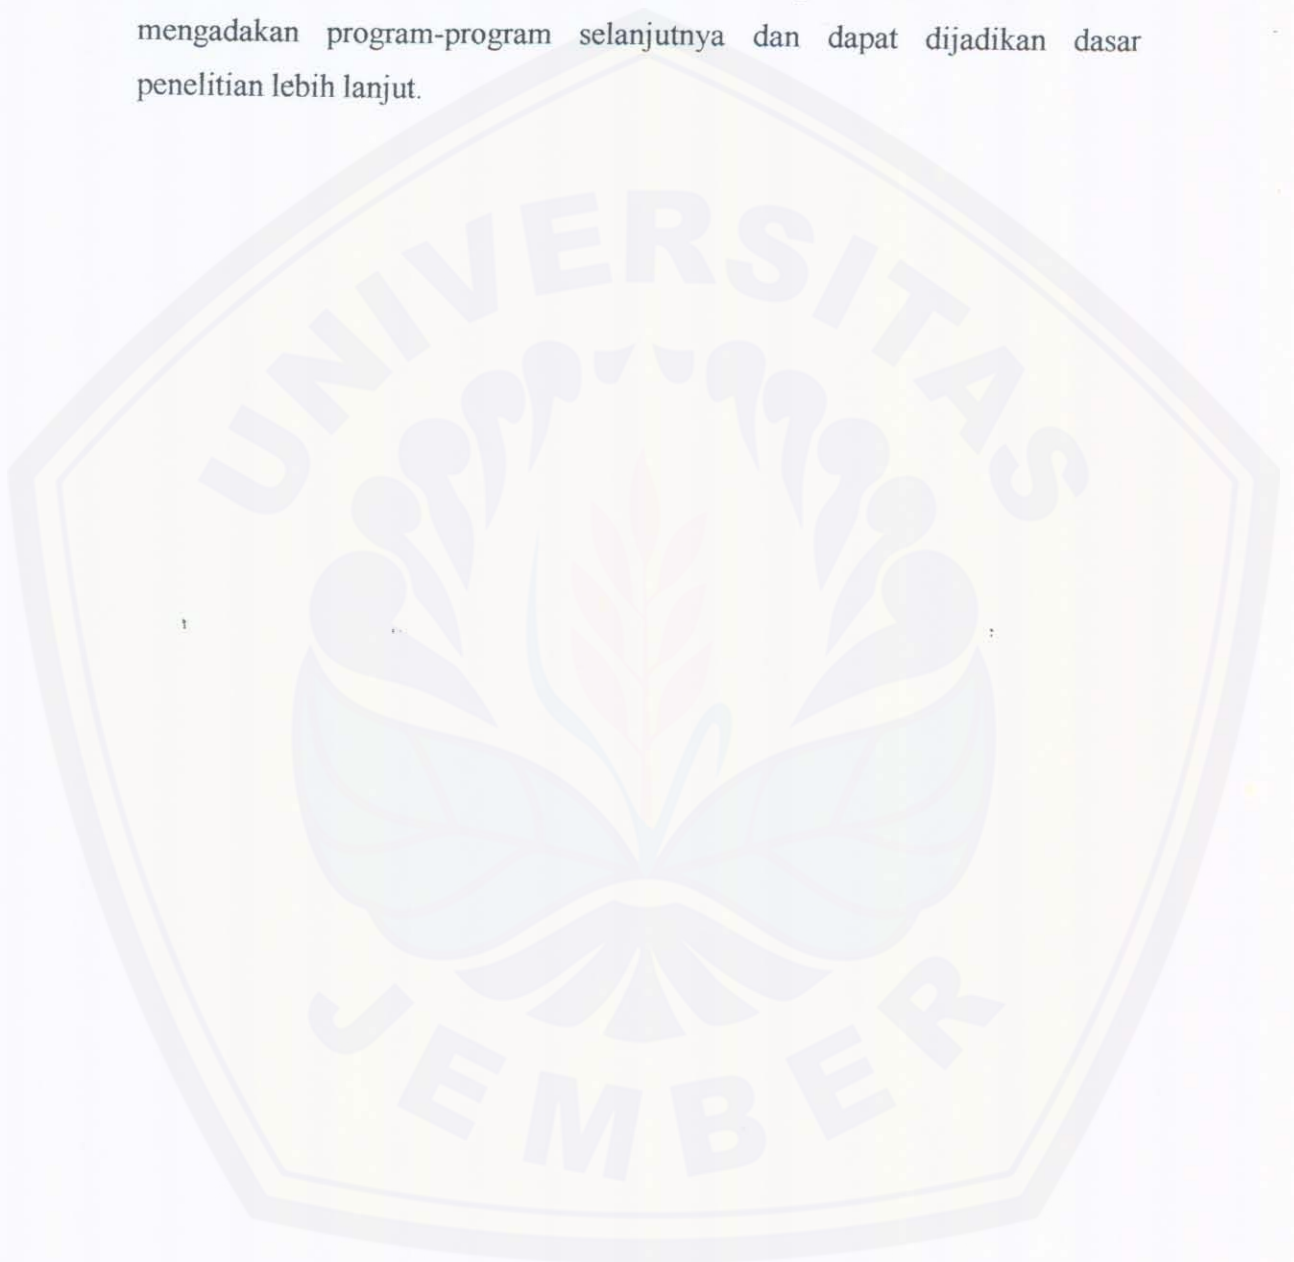 mengadakan program-program selanjutnya dan dapat dijadikan dasar
penelitian lebih lanjut.
UNIVERSITAS
JEMBER